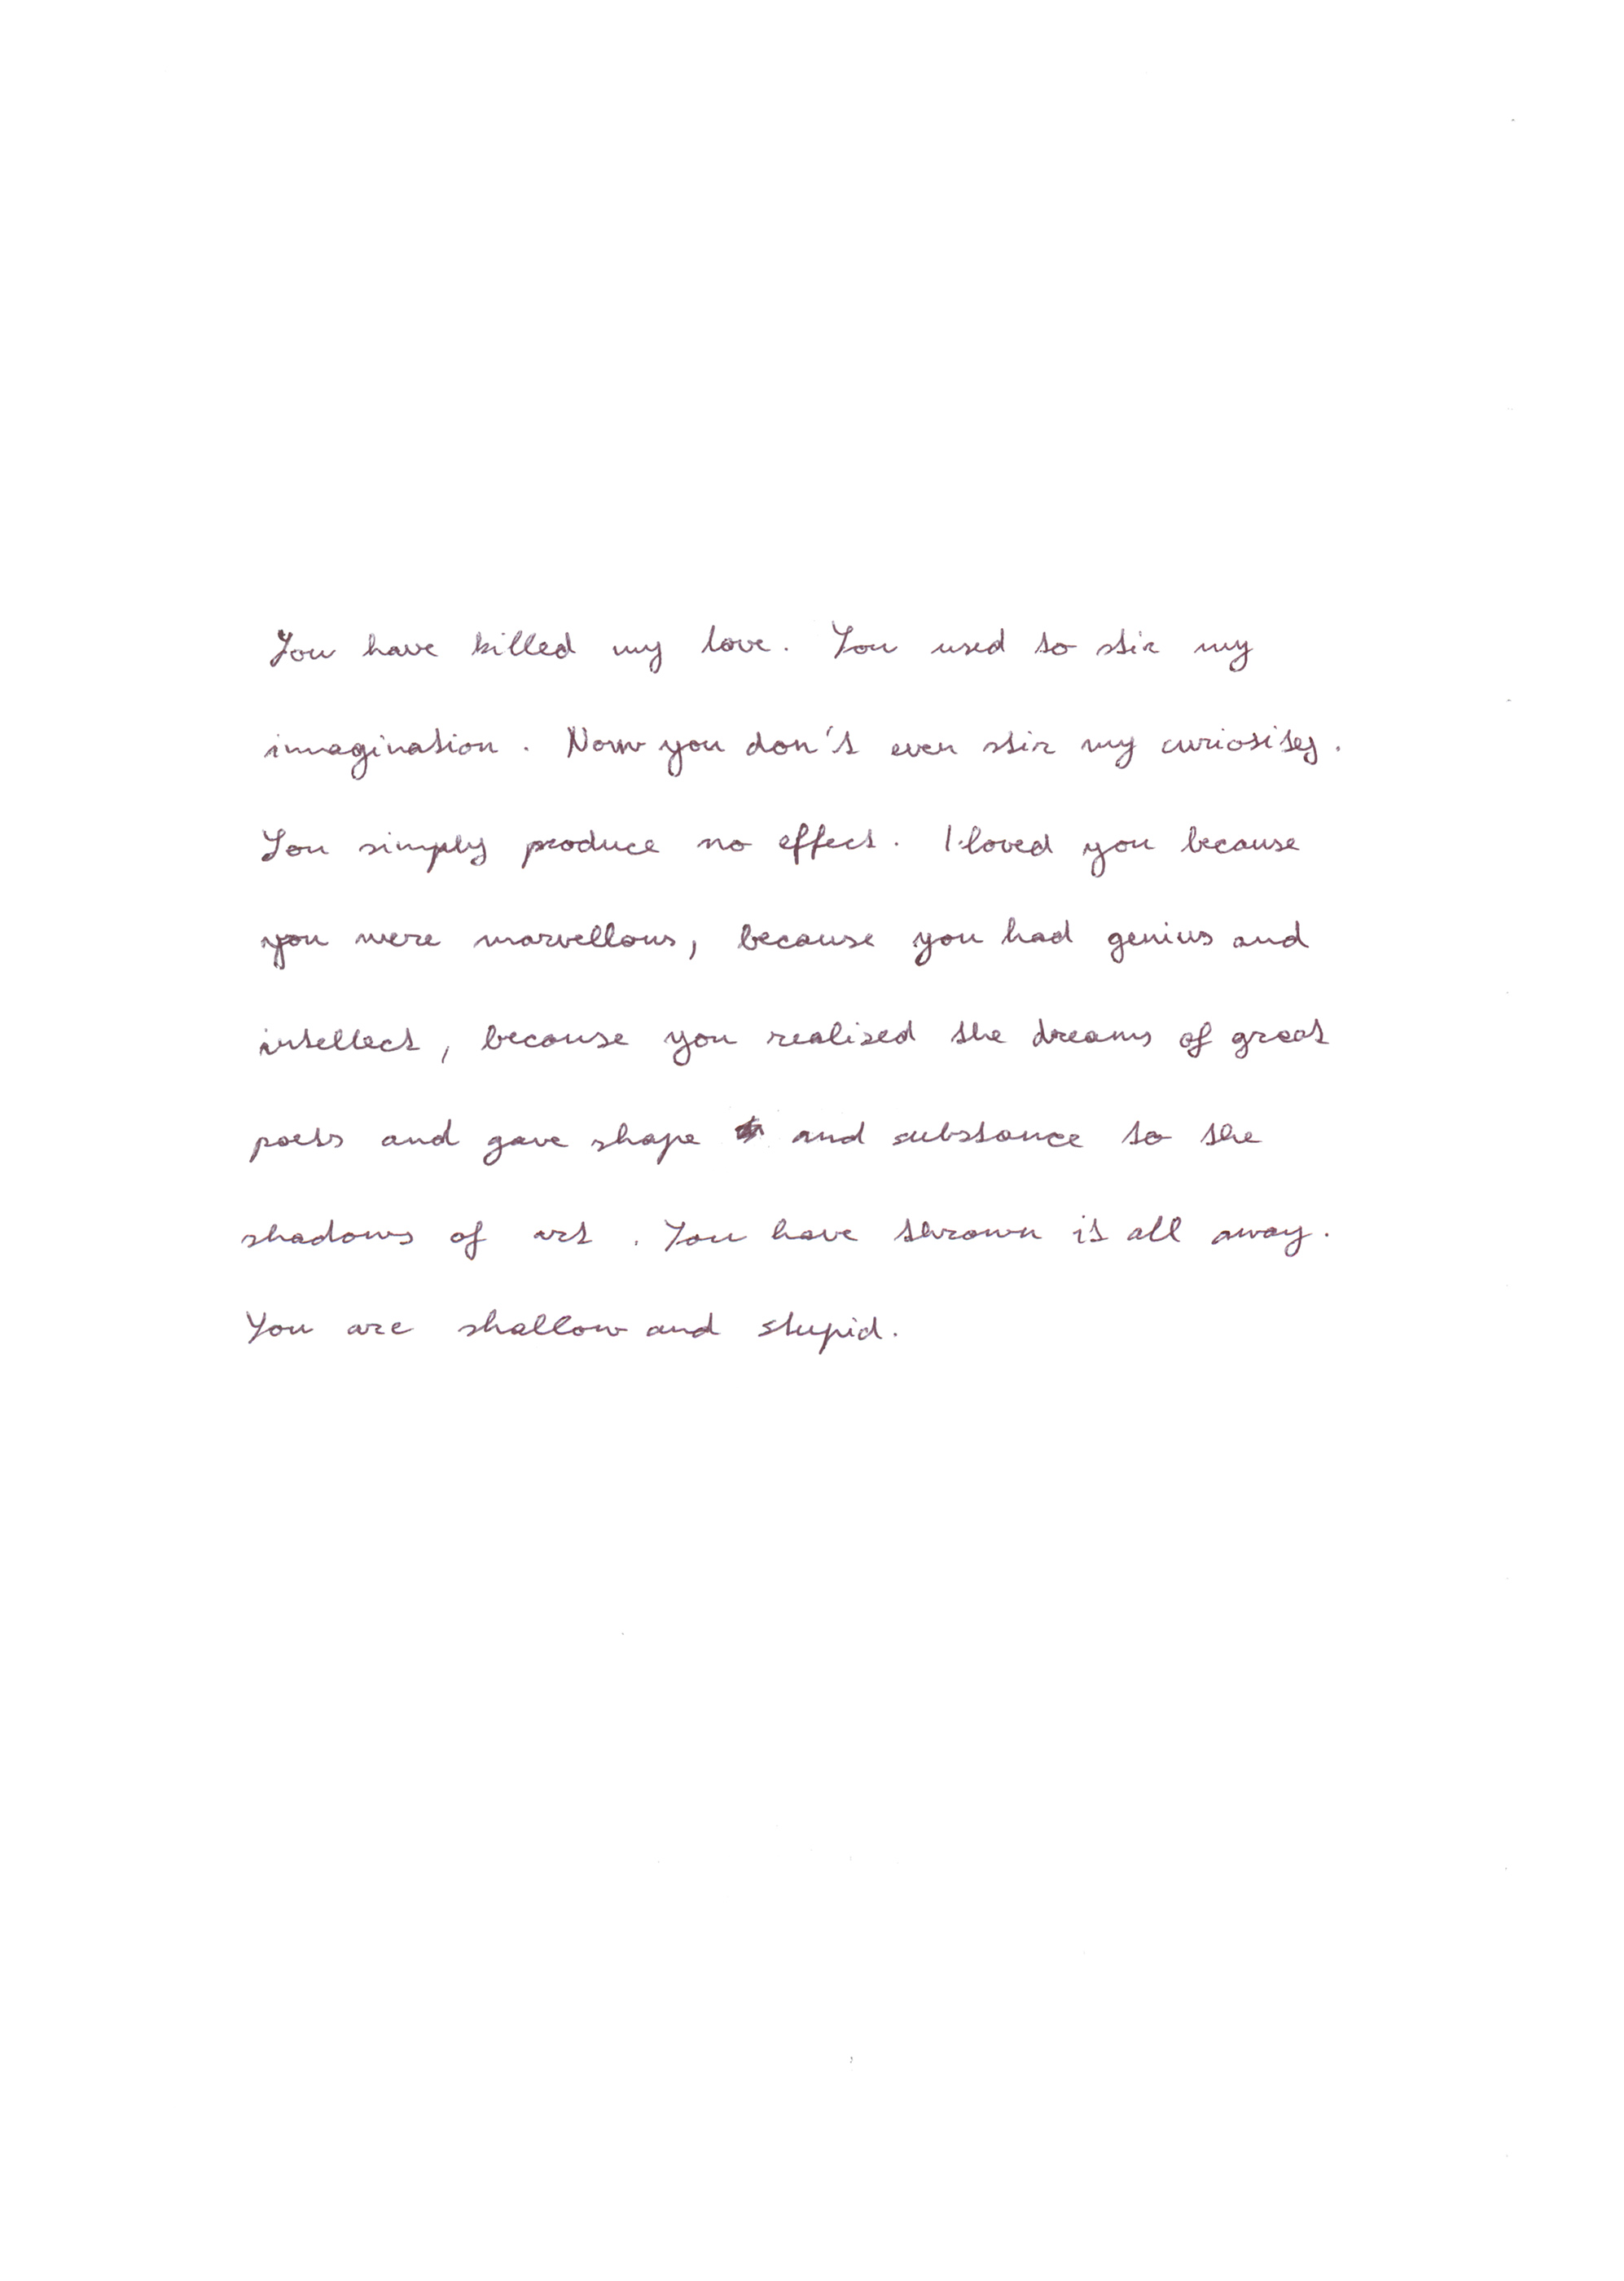 You have killed my love. You used to stir my
imagination. Now you don't even stir my curiosity.
You simply produce no effect. I loved you because
you were marvellous, because you had genius and
intellect, because you realised the dreams of great
poets and gave shape and substance to the
shadows of art. You have thrown it all away.
You are shallow and stupid.